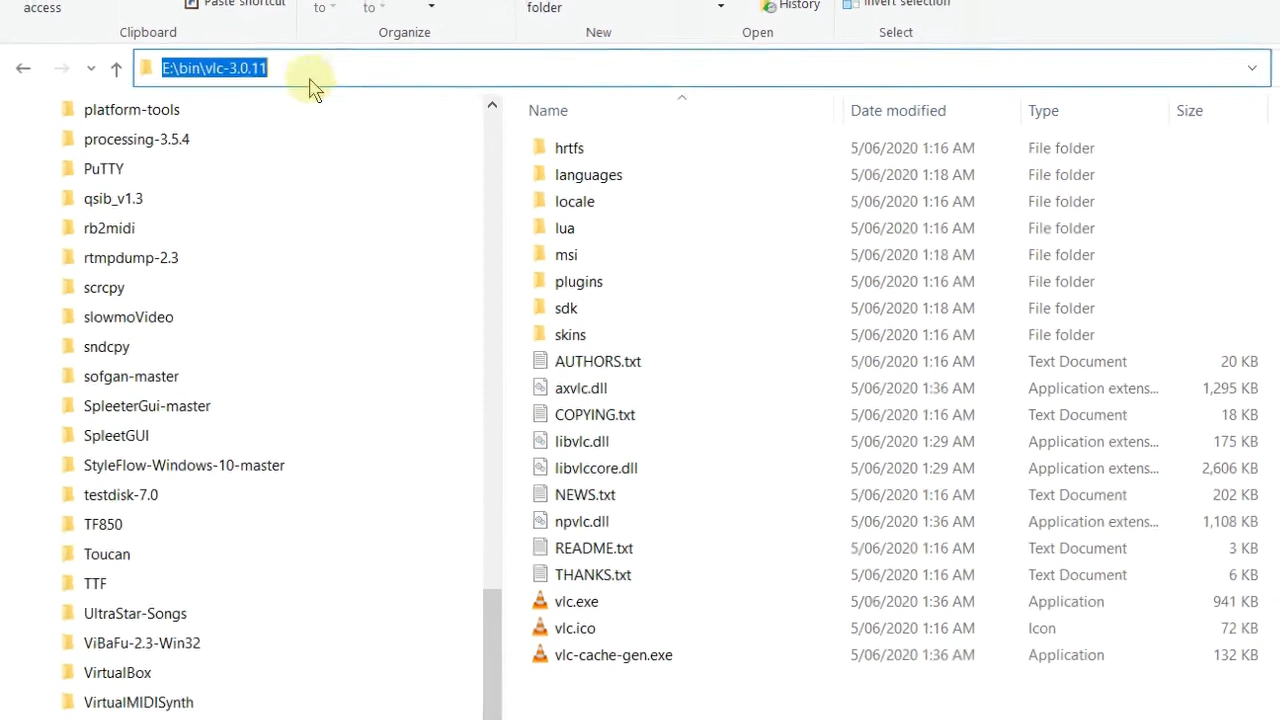 access
Paste shortcut
to
to
folder
History
Invert selection
Clipboard
Organize
New
Open
Select
E:\bin\vlc-3.0.11
platform-tools
processing-3.5.4
PuTTY
qsib_v1.3
rb2midi
rtmpdump-2.3
scrcpy
slowmoVideo
sndcpy
sofgan-master
SpleeterGui-master
SpleetGUI
StyleFlow-Windows-10-master
testdisk-7.0
TF850
Toucan
TTF
UltraStar-Songs
ViBaFu-2.3-Win32
VirtualBox
VirtualMIDISynth
Name Date modified Type Size
hrtfs 5/06/2020 1:16 AM File folder
languages 5/06/2020 1:18 AM File folder
locale 5/06/2020 1:16 AM File folder
lua 5/06/2020 1:16 AM File folder
msi 5/06/2020 1:18 AM File folder
plugins 5/06/2020 1:16 AM File folder
sdk 5/06/2020 1:18 AM File folder
skins 5/06/2020 1:16 AM File folder
AUTHORS.txt 5/06/2020 1:16 AM Text Document 20 KB
axvlc.dll 5/06/2020 1:36 AM Application extens... 1,295 KB
COPYING.txt 5/06/2020 1:16 AM Text Document 18 KB
libvlc.dll 5/06/2020 1:29 AM Application extens... 175 KB
libvlccore.dll 5/06/2020 1:29 AM Application extens... 2,606 KB
NEWS.txt 5/06/2020 1:16 AM Text Document 202 KB
npvlc.dll 5/06/2020 1:36 AM Application extens... 1,108 KB
README.txt 5/06/2020 1:16 AM Text Document 3 KB
THANKS.txt 5/06/2020 1:16 AM Text Document 6 KB
vlc.exe 5/06/2020 1:36 AM Application 941 KB
vlc.ico 5/06/2020 1:16 AM Icon 72 KB
vlc-cache-gen.exe 5/06/2020 1:36 AM Application 132 KB